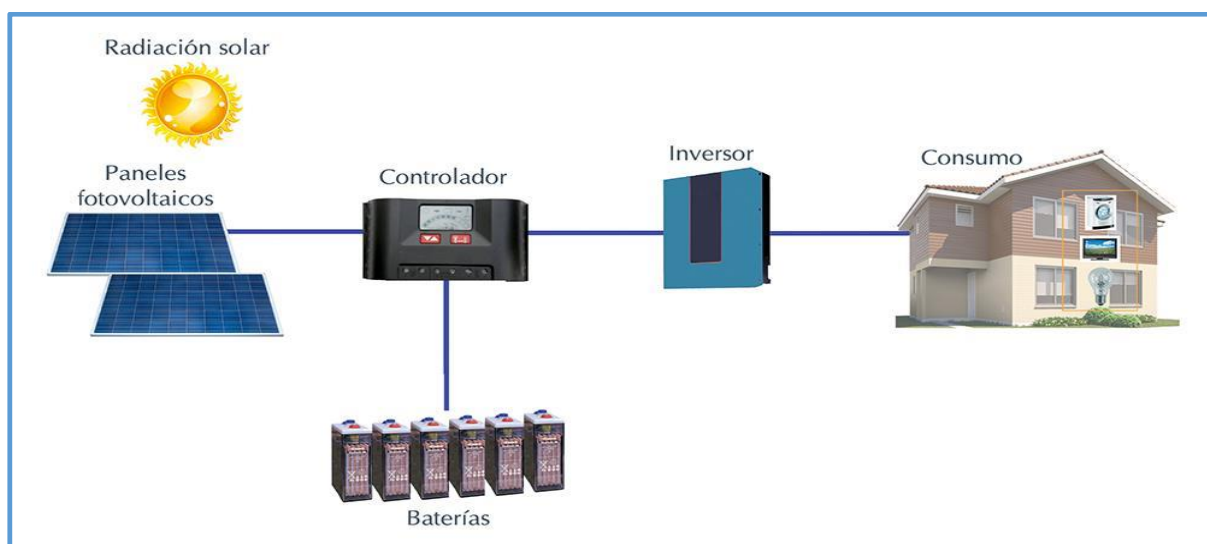 Radiación solar
Paneles
fotovoltaicos
Controlador
Inversor
Consumo
Baterías